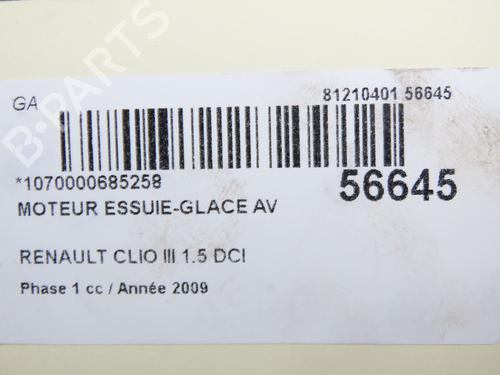 B-PARTS
GA
81210401 56645
*1070000685258
56645
MOTEUR ESSUIE-GLACE AV
RENAULT CLIO III 1.5 DCI
Phase 1 cc / Année 2009